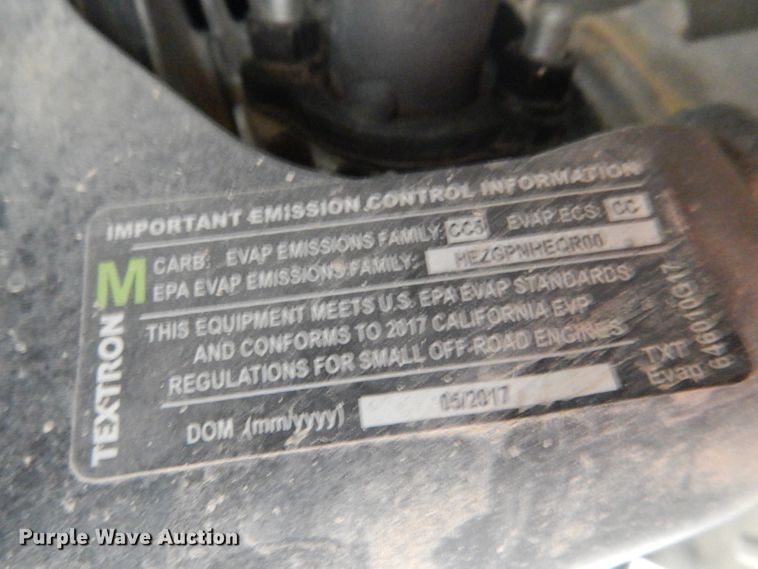 IMPORTANT EMISSION CONTROL INFORMATION
CARB: EVAP EMISSIONS FAMILY: CC5 EVAP ECS: CC
EPA EVAP EMISSIONS FAMILY: HEZGPNHEQR00
THIS EQUIPMENT MEETS U.S. EPA EVAP STANDARDS
AND CONFORMS TO 2017 CALIFORNIA EVP
REGULATIONS FOR SMALL OFF-ROAD ENGINES
DOM (mm/yyyy) 05/2017
TEXTRON M
TXT
Evap 646010G17
Purple Wave Auction